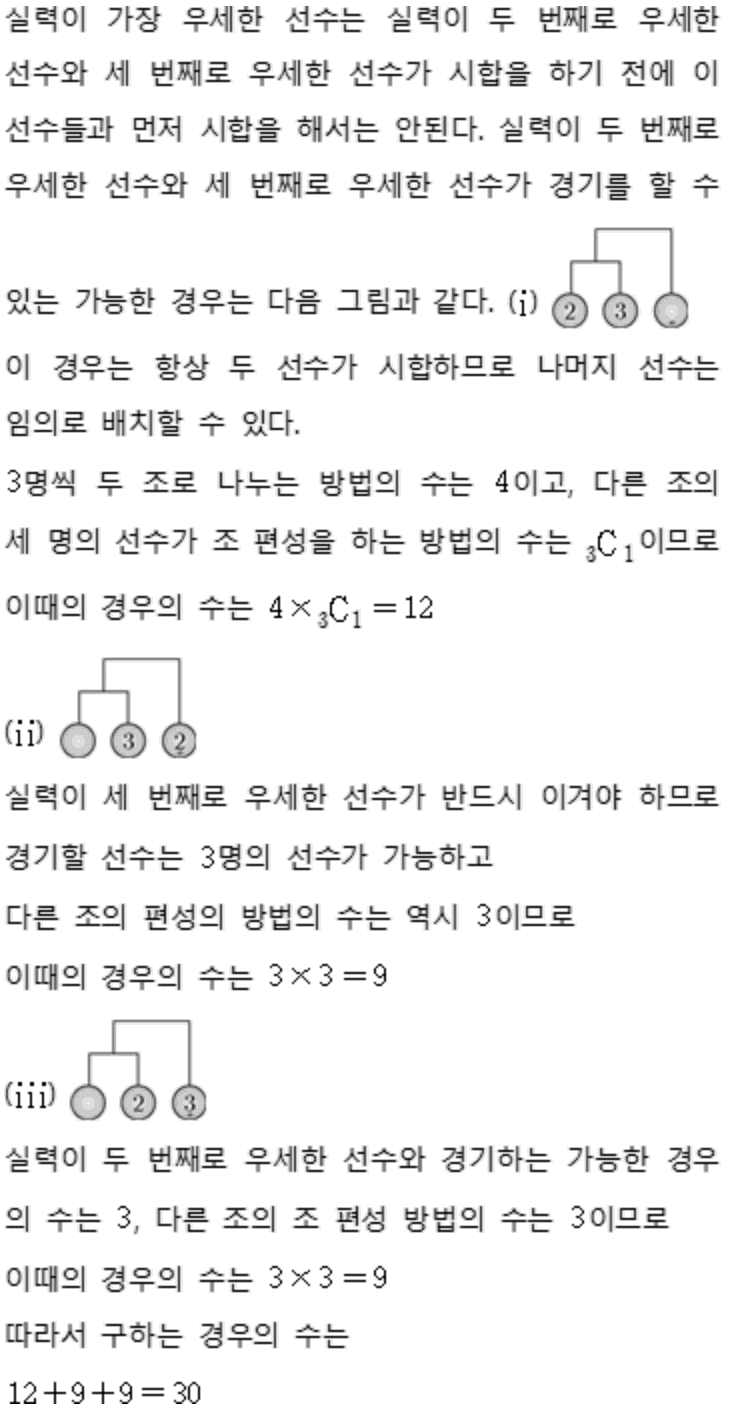 실력이 가장 우세한 선수는 실력이 두 번째로 우세한
선수와 세 번째로 우세한 선수가 시합을 하기 전에 이
선수들과 먼저 시합을 해서는 안된다. 실력이 두 번째로
우세한 선수와 세 번째로 우세한 선수가 경기를 할 수
있는 가능한 경우는 다음 그림과 같다. (i) 2 3
이 경우는 항상 두 선수가 시합하므로 나머지 선수는
임의로 배치할 수 있다.
3명씩 두 조로 나누는 방법의 수는 4이고, 다른 조의
세 명의 선수가 조 편성을 하는 방법의 수는 ₃C₁이므로
이때의 경우의 수는 4×₃C₁=12
(ii) 3 2
실력이 세 번째로 우세한 선수가 반드시 이겨야 하므로
경기할 선수는 3명의 선수가 가능하고
다른 조의 편성의 방법의 수는 역시 3이므로
이때의 경우의 수는 3×3=9
(iii) 2 3
실력이 두 번째로 우세한 선수와 경기하는 가능한 경우
의 수는 3, 다른 조의 조 편성 방법의 수는 3이므로
이때의 경우의 수는 3×3=9
따라서 구하는 경우의 수는
12+9+9=30